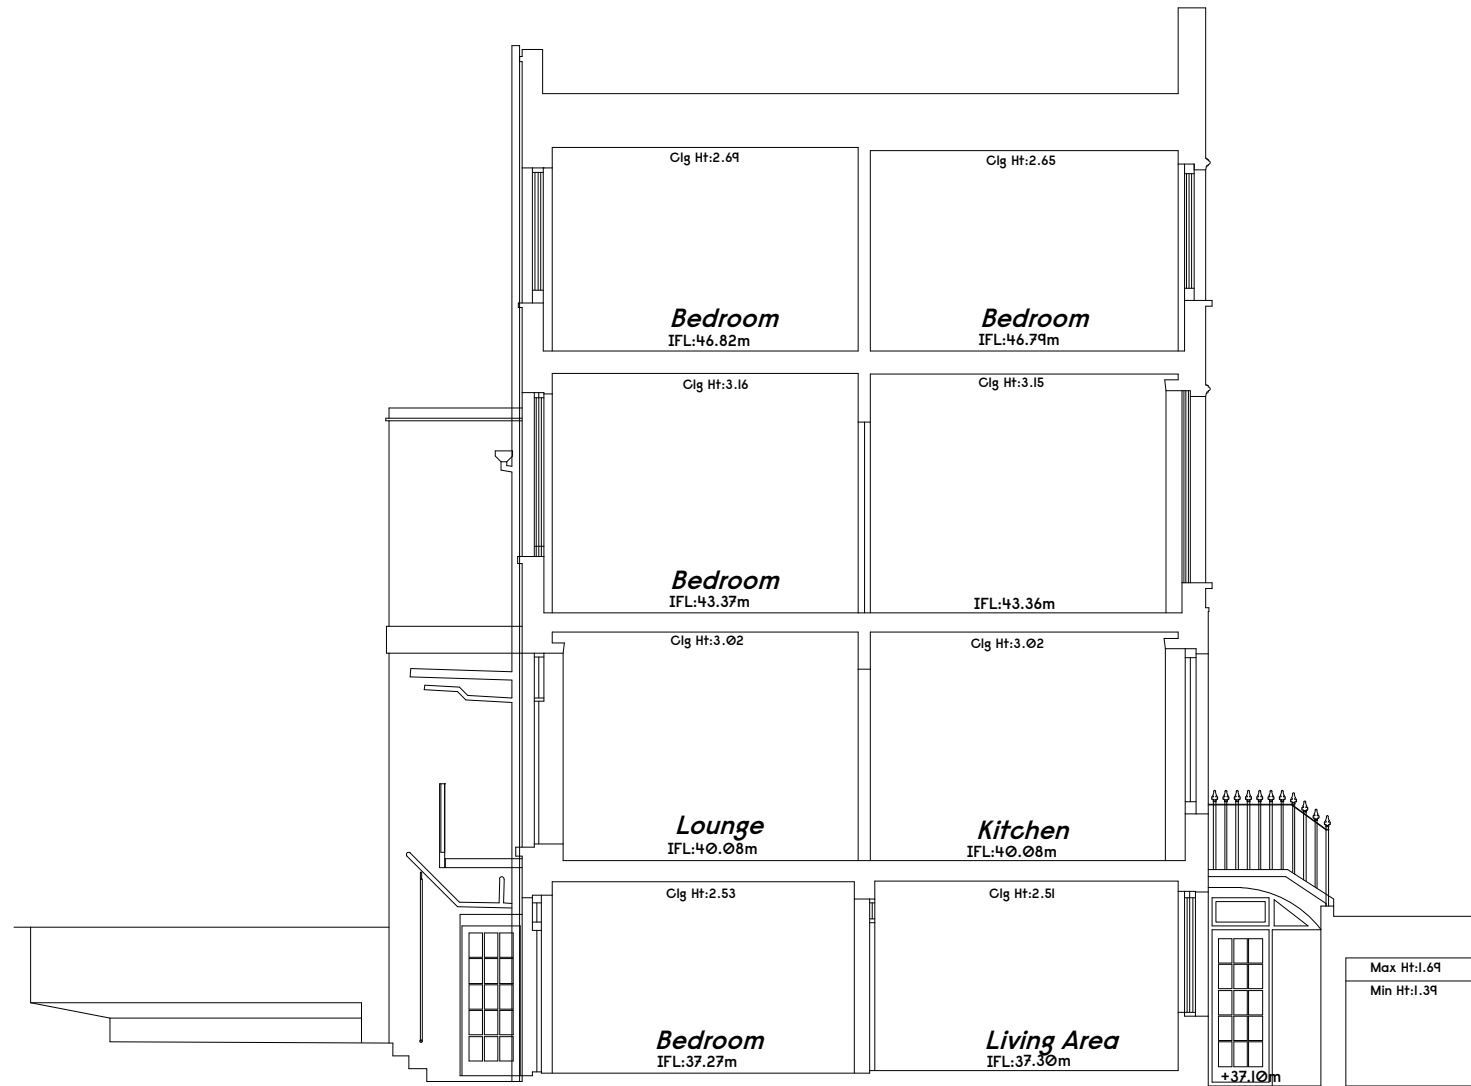 Clg Ht:2.69
Clg Ht:2.65
Bedroom
IFL:46.82m
Bedroom
IFL:46.79m
Clg Ht:3.16
Clg Ht:3.15
Bedroom
IFL:43.37m
IFL:43.36m
Clg Ht:3.02
Clg Ht:3.02
Lounge
IFL:40.08m
Kitchen
IFL:40.08m
Clg Ht:2.53
Clg Ht:2.51
Max Ht:1.69
Min Ht:1.39
Bedroom
IFL:37.27m
Living Area
IFL:37.30m
+37.10m